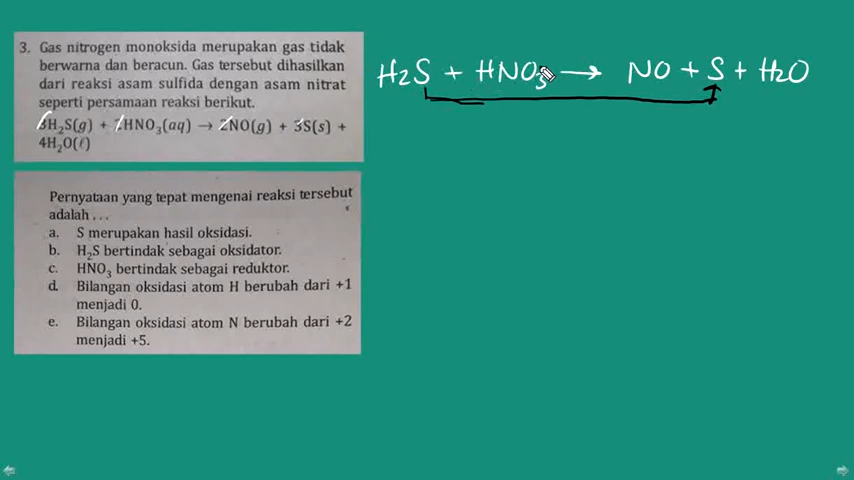 3. Gas nitrogen monoksida merupakan gas tidak
berwarna dan beracun. Gas tersebut dihasilkan
dari reaksi asam sulfida dengan asam nitrat
seperti persamaan reaksi berikut.
3H₂S(g) + 2HNO₃(aq) → 2NO(g) + 3S(s) +
4H₂O(ℓ)
Pernyataan yang tepat mengenai reaksi tersebut
adalah . . .
a. S merupakan hasil oksidasi.
b. H₂S bertindak sebagai oksidator.
c. HNO₃ bertindak sebagai reduktor.
d. Bilangan oksidasi atom H berubah dari +1
menjadi 0.
e. Bilangan oksidasi atom N berubah dari +2
menjadi +5.
H₂S + HNO₃ → NO + S + H₂O